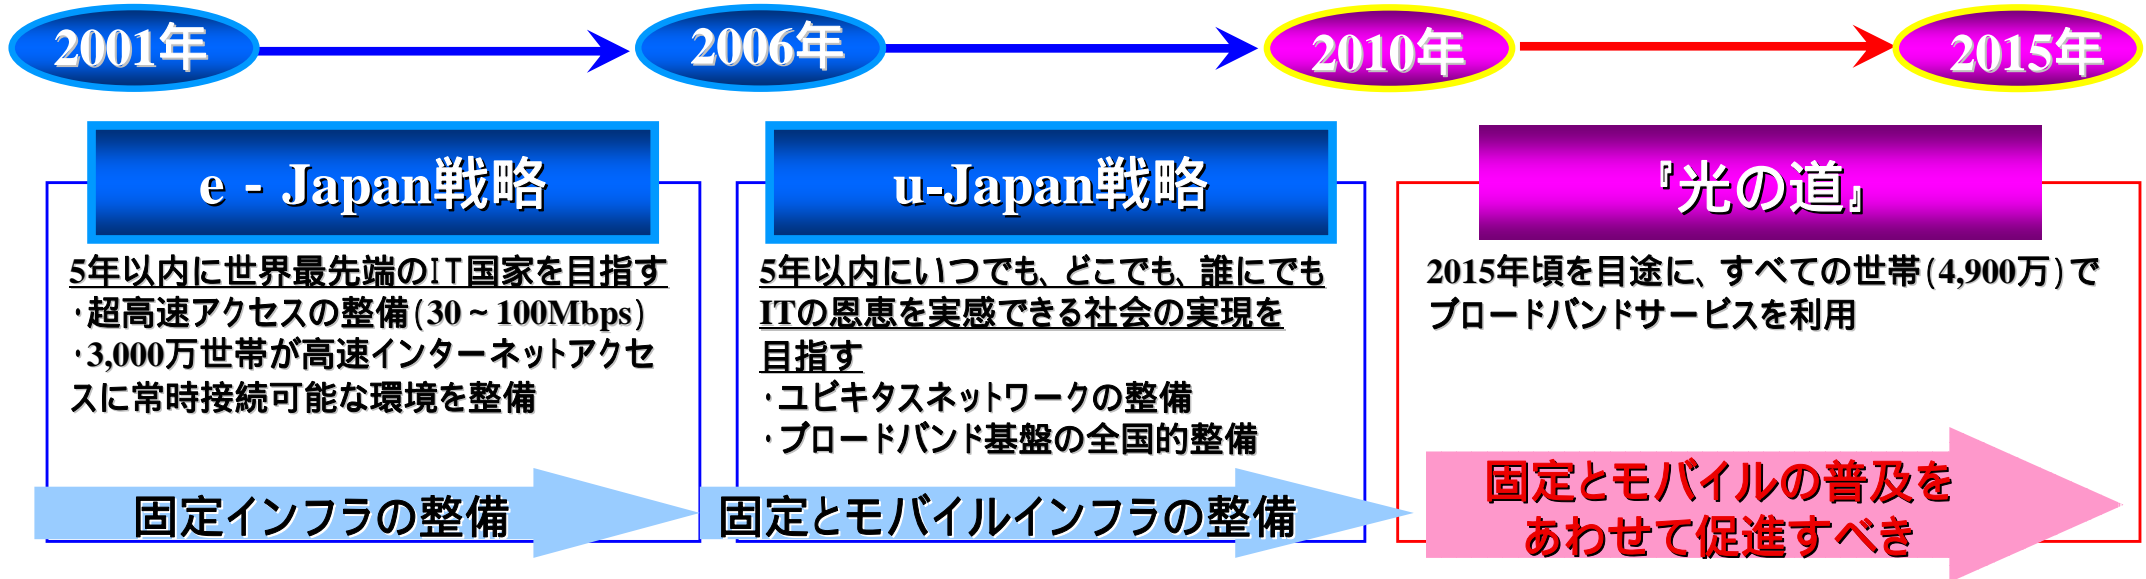 2001年
2006年
2010年
2015年
e - Japan戦略
5年以内に世界最先端のIT国家を目指す
・超高速アクセスの整備(30～100Mbps)
・3,000万世帯が高速インターネットアクセ
スに常時接続可能な環境を整備
固定インフラの整備
u-Japan戦略
5年以内にいつでも、どこでも、誰にでも
ITの恩恵を実感できる社会の実現を
目指す
・ユビキタスネットワークの整備
・ブロードバンド基盤の全国的整備
固定とモバイルインフラの整備
『光の道』
2015年頃を目途に、すべての世帯(4,900万)で
ブロードバンドサービスを利用
固定とモバイルの普及を
あわせて促進すべき